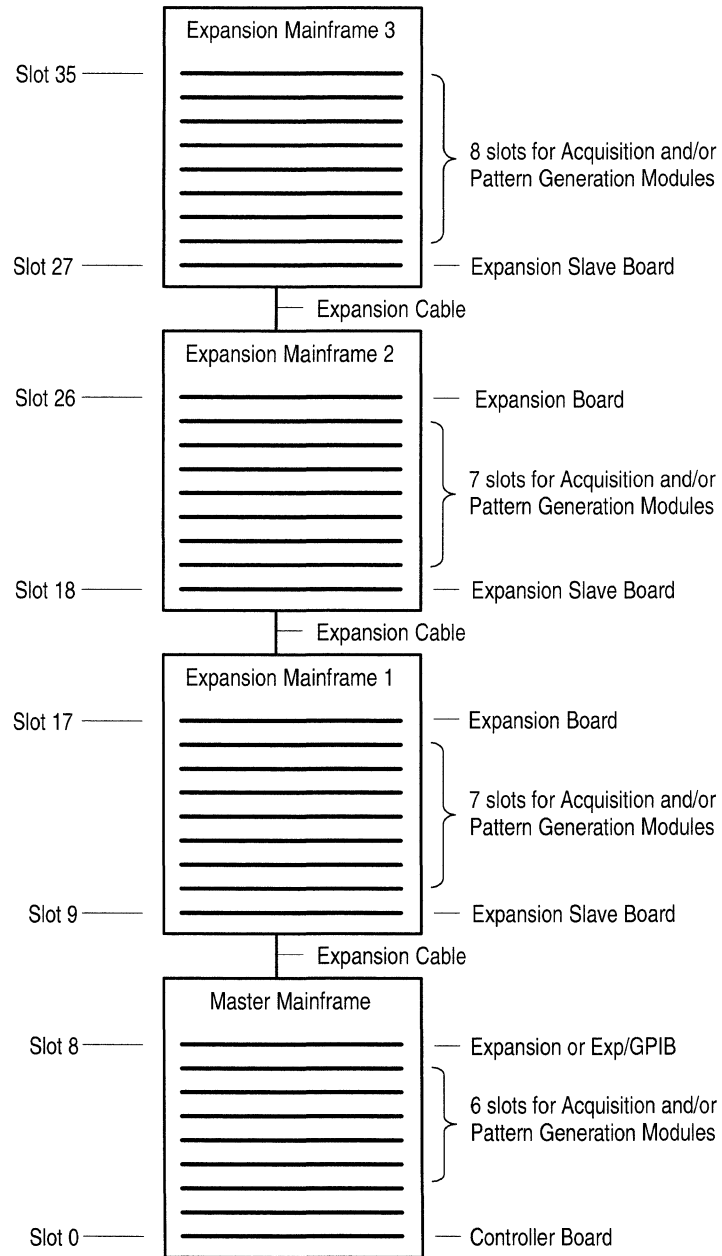 Expansion Mainframe 3
Slot 35
8 slots for Acquisition and/or
Pattern Generation Modules
Slot 27
Expansion Slave Board
Expansion Cable
Expansion Mainframe 2
Slot 26
Expansion Board
7 slots for Acquisition and/or
Pattern Generation Modules
Slot 18
Expansion Slave Board
Expansion Cable
Expansion Mainframe 1
Slot 17
Expansion Board
7 slots for Acquisition and/or
Pattern Generation Modules
Slot 9
Expansion Slave Board
Expansion Cable
Master Mainframe
Slot 8
Expansion or Exp/GPIB
6 slots for Acquisition and/or
Pattern Generation Modules
Slot 0
Controller Board